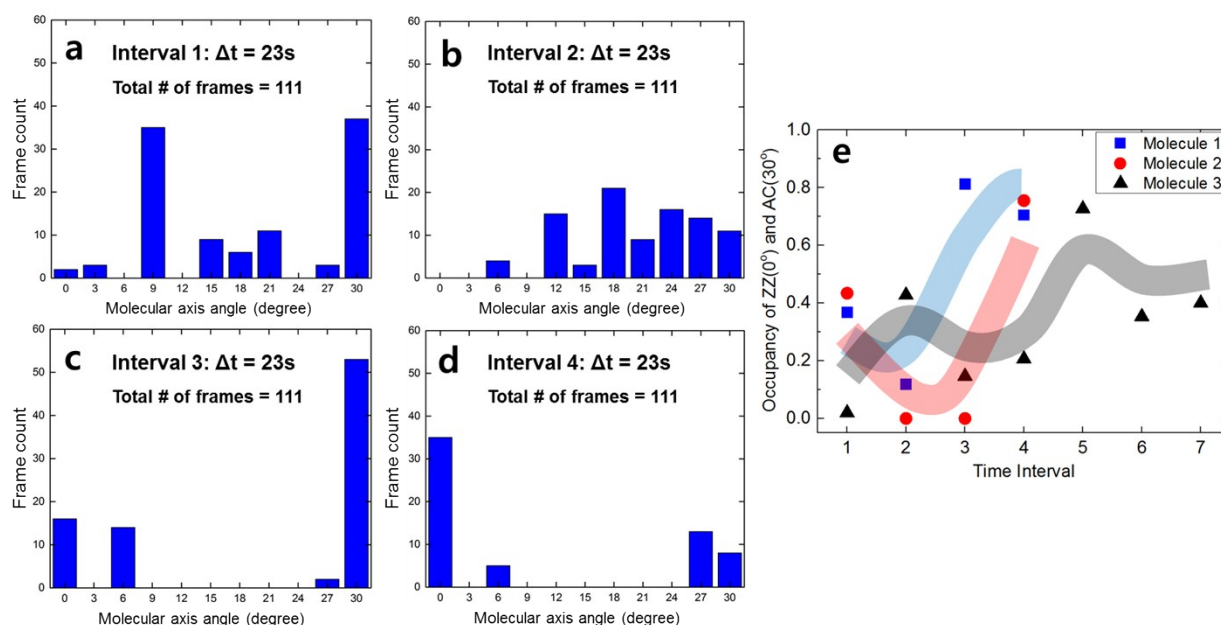 a
Interval 1: Δt = 23s
Total # of frames = 111
Frame count
60
50
40
30
20
10
0
0 3 6 9 12 15 18 21 24 27 30
Molecular axis angle (degree)
b
Interval 2: Δt = 23s
Total # of frames = 111
Frame count
60
50
40
30
20
10
0
0 3 6 9 12 15 18 21 24 27 30
Molecular axis angle (degree)
c
Interval 3: Δt = 23s
Total # of frames = 111
Frame count
60
50
40
30
20
10
0
0 3 6 9 12 15 18 21 24 27 30
Molecular axis angle (degree)
d
Interval 4: Δt = 23s
Total # of frames = 111
Frame count
60
50
40
30
20
10
0
0 3 6 9 12 15 18 21 24 27 30
Molecular axis angle (degree)
e
Molecule 1
Molecule 2
Molecule 3
Occupancy of ZZ(0°) and AC(30°)
1.0
0.8
0.6
0.4
0.2
0.0
1 2 3 4 5 6 7
Time Interval